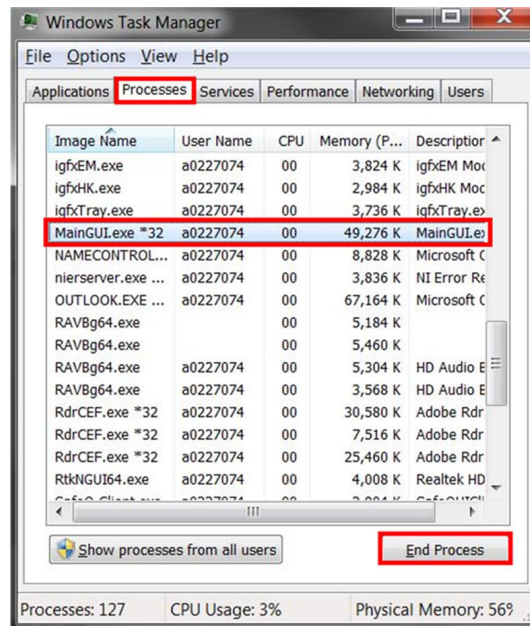 Windows Task Manager
File Options View Help
Applications Processes Services Performance Networking Users
Image Name User Name CPU Memory (P... Description
igfxEM.exe a0227074 00 3,824 K igfxEM Mod
igfxHK.exe a0227074 00 2,984 K igfxHK Mod
igfxTray.exe a0227074 00 3,736 K igfxTray.ex
MainGUI.exe *32 a0227074 00 49,276 K MainGUI.ex
NAMECONTROL... a0227074 00 8,828 K Microsoft O
nierserver.exe ... a0227074 00 3,836 K NI Error Re
OUTLOOK.EXE ... a0227074 00 67,164 K Microsoft O
RAVBg64.exe 00 5,184 K
RAVBg64.exe 00 5,460 K
RAVBg64.exe a0227074 00 5,304 K HD Audio B
RAVBg64.exe a0227074 00 3,568 K HD Audio B
RdrCEF.exe *32 a0227074 00 30,580 K Adobe Rdr
RdrCEF.exe *32 a0227074 00 7,516 K Adobe Rdr
RdrCEF.exe *32 a0227074 00 25,460 K Adobe Rdr
RtkNGUI64.exe a0227074 00 4,008 K Realtek HD
Show processes from all users End Process
Processes: 127 CPU Usage: 3% Physical Memory: 56%